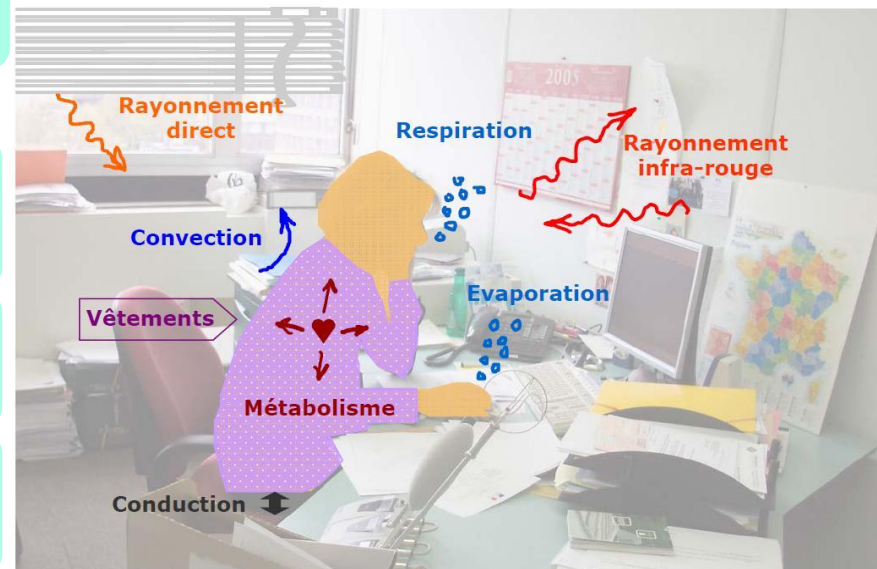 2005
Rayonnement
direct
Respiration
Rayonnement
infra-rouge
Convection
Evaporation
Vêtements
Métabolisme
Conduction